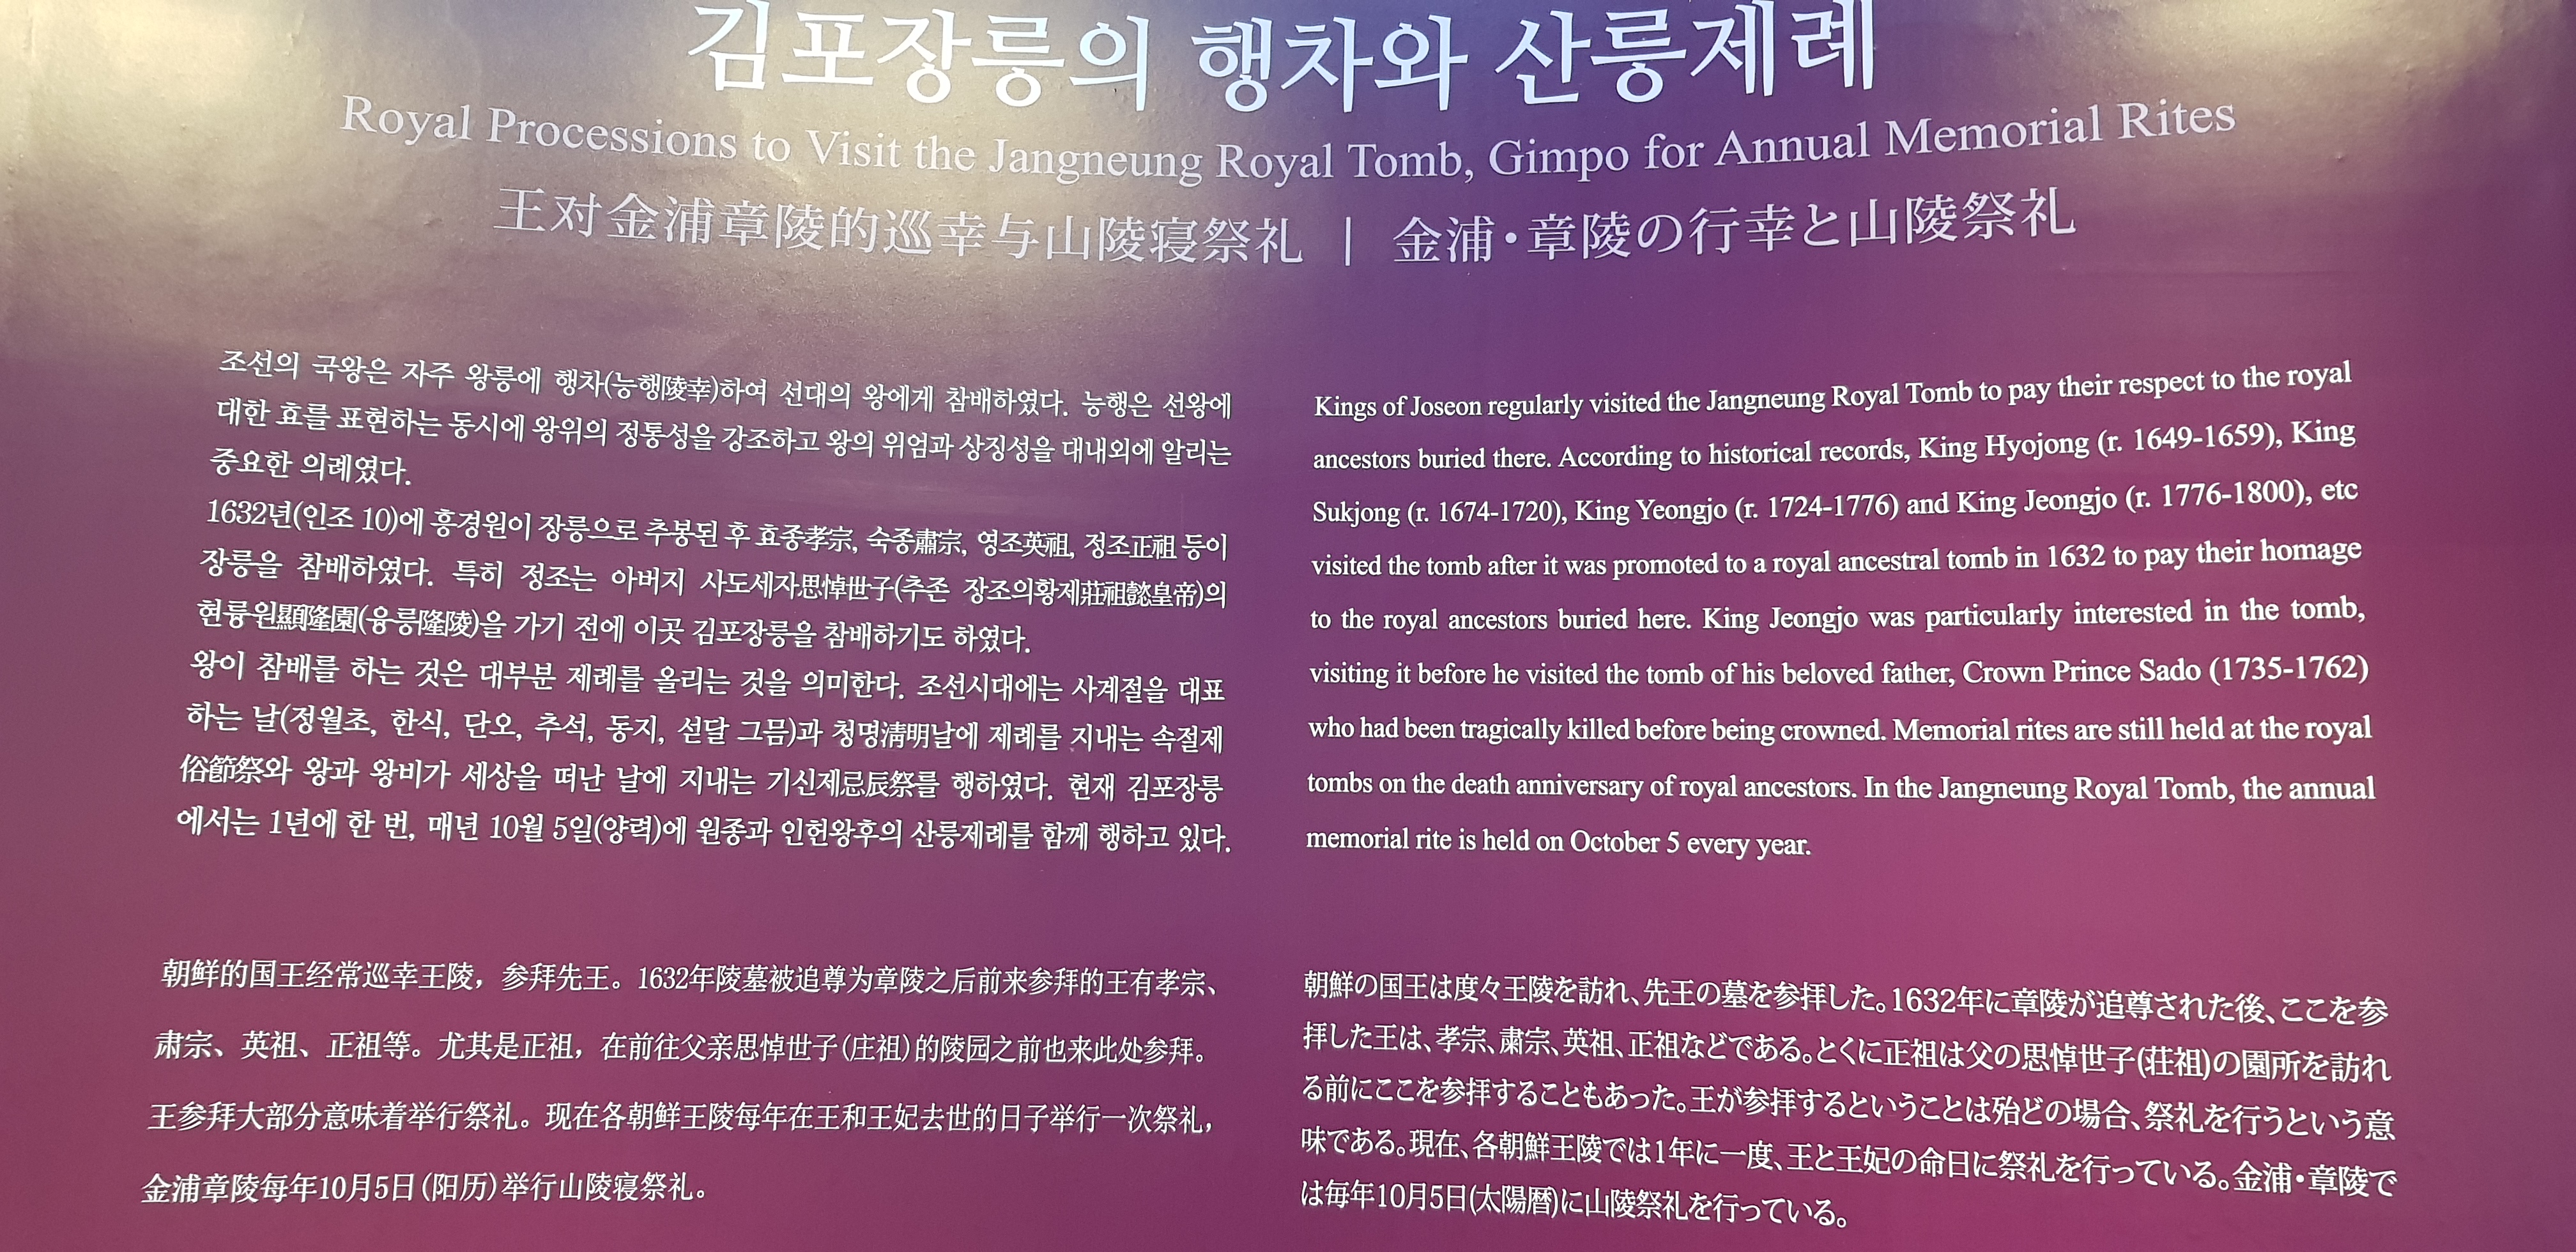 김포장릉의 행차와 산릉제례
Royal Processions to Visit the Jangneung Royal Tomb, Gimpo for Annual Memorial Rites
王对金浦章陵的巡幸与山陵寝祭礼 | 金浦・章陵の行幸と山陵祭礼
조선의 국왕은 자주 왕릉에 행차(능행陵幸)하여 선대의 왕에게 참배하였다. 능행은 선왕에
대한 효를 표현하는 동시에 왕위의 정통성을 강조하고 왕의 위엄과 상징성을 대내외에 알리는
중요한 의례였다.
1632년(인조 10)에 흥경원이 장릉으로 추봉된 후 효종孝宗, 숙종肅宗, 영조英祖, 정조正祖 등이
장릉을 참배하였다. 특히 정조는 아버지 사도세자思悼世子(추존 장조의황제莊祖懿皇帝)의
현륭원顯隆園(융릉隆陵)을 가기 전에 이곳 김포장릉을 참배하기도 하였다.
왕이 참배를 하는 것은 대부분 제례를 올리는 것을 의미한다. 조선시대에는 사계절을 대표
하는 날(정월초, 한식, 단오, 추석, 동지, 섣달 그믐)과 청명淸明날에 제례를 지내는 속절제
俗節祭와 왕과 왕비가 세상을 떠난 날에 지내는 기신제忌辰祭를 행하였다. 현재 김포장릉
에서는 1년에 한 번, 매년 10월 5일(양력)에 원종과 인헌왕후의 산릉제례를 함께 행하고 있다.
Kings of Joseon regularly visited the Jangneung Royal Tomb to pay their respect to the royal
ancestors buried there. According to historical records, King Hyojong (r. 1649-1659), King
Sukjong (r. 1674-1720), King Yeongjo (r. 1724-1776) and King Jeongjo (r. 1776-1800), etc
visited the tomb after it was promoted to a royal ancestral tomb in 1632 to pay their homage
to the royal ancestors buried here. King Jeongjo was particularly interested in the tomb,
visiting it before he visited the tomb of his beloved father, Crown Prince Sado (1735-1762)
who had been tragically killed before being crowned. Memorial rites are still held at the royal
tombs on the death anniversary of royal ancestors. In the Jangneung Royal Tomb, the annual
memorial rite is held on October 5 every year.
朝鲜的国王经常巡幸王陵，参拜先王。1632年陵墓被追尊为章陵之后前来参拜的王有孝宗、
肃宗、英祖、正祖等。尤其是正祖，在前往父亲思悼世子(庄祖)的陵园之前也来此处参拜。
王参拜大部分意味着举行祭礼。现在各朝鲜王陵每年在王和王妃去世的日子举行一次祭礼，
金浦章陵每年10月5日(阳历)举行山陵寝祭礼。
朝鮮の国王は度々王陵を訪れ、先王の墓を参拝した。1632年に章陵が追尊された後、ここを参
拝した王は、孝宗、粛宗、英祖、正祖などである。とくに正祖は父の思悼世子(荘祖)の園所を訪れ
る前にここを参拝することもあった。王が参拝するということは殆どの場合、祭礼を行うという意
味である。現在、各朝鮮王陵では1年に一度、王と王妃の命日に祭礼を行っている。金浦・章陵で
は毎年10月5日(太陽暦)に山陵祭礼を行っている。